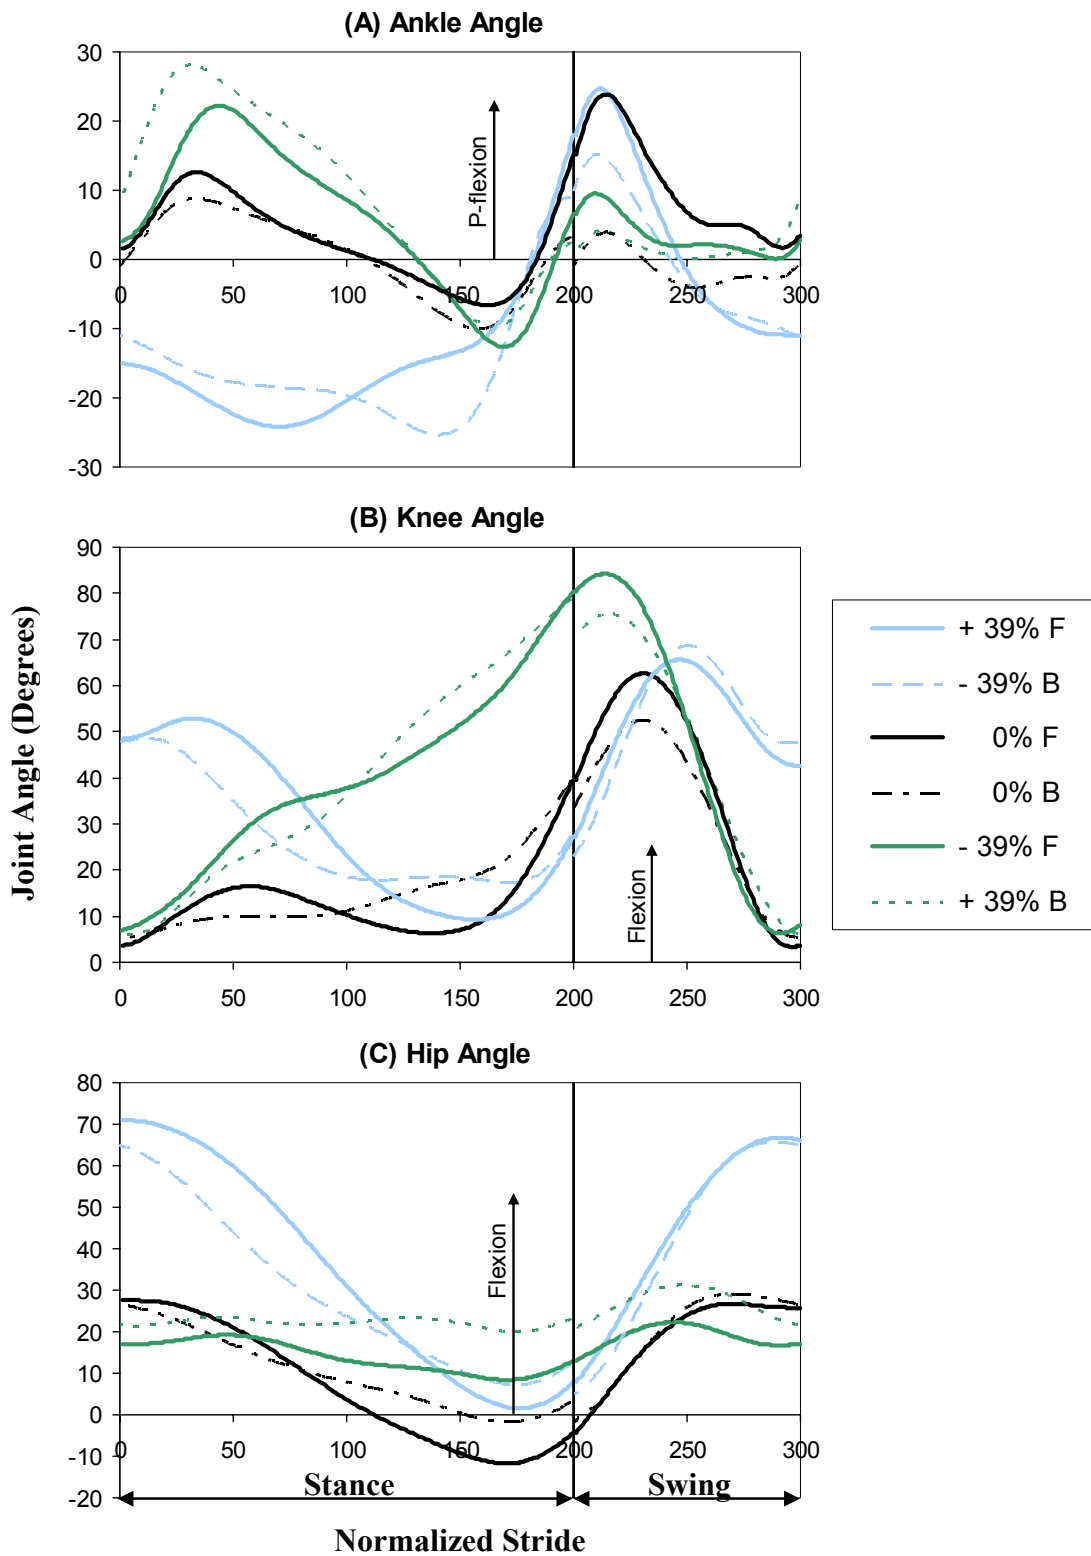 (A) Ankle Angle
30
20
10
0
-10
-20
-30
0 50 100 150 200 250 300
P-flexion
(B) Knee Angle
90
80
70
60
50
40
30
20
10
0
0 50 100 150 200 250 300
Flexion
Joint Angle (Degrees)
+ 39% F
- 39% B
0% F
0% B
- 39% F
+ 39% B
(C) Hip Angle
80
70
60
50
40
30
20
10
0
-10
-20
0 50 100 150 200 250 300
Flexion
Stance Swing
Normalized Stride